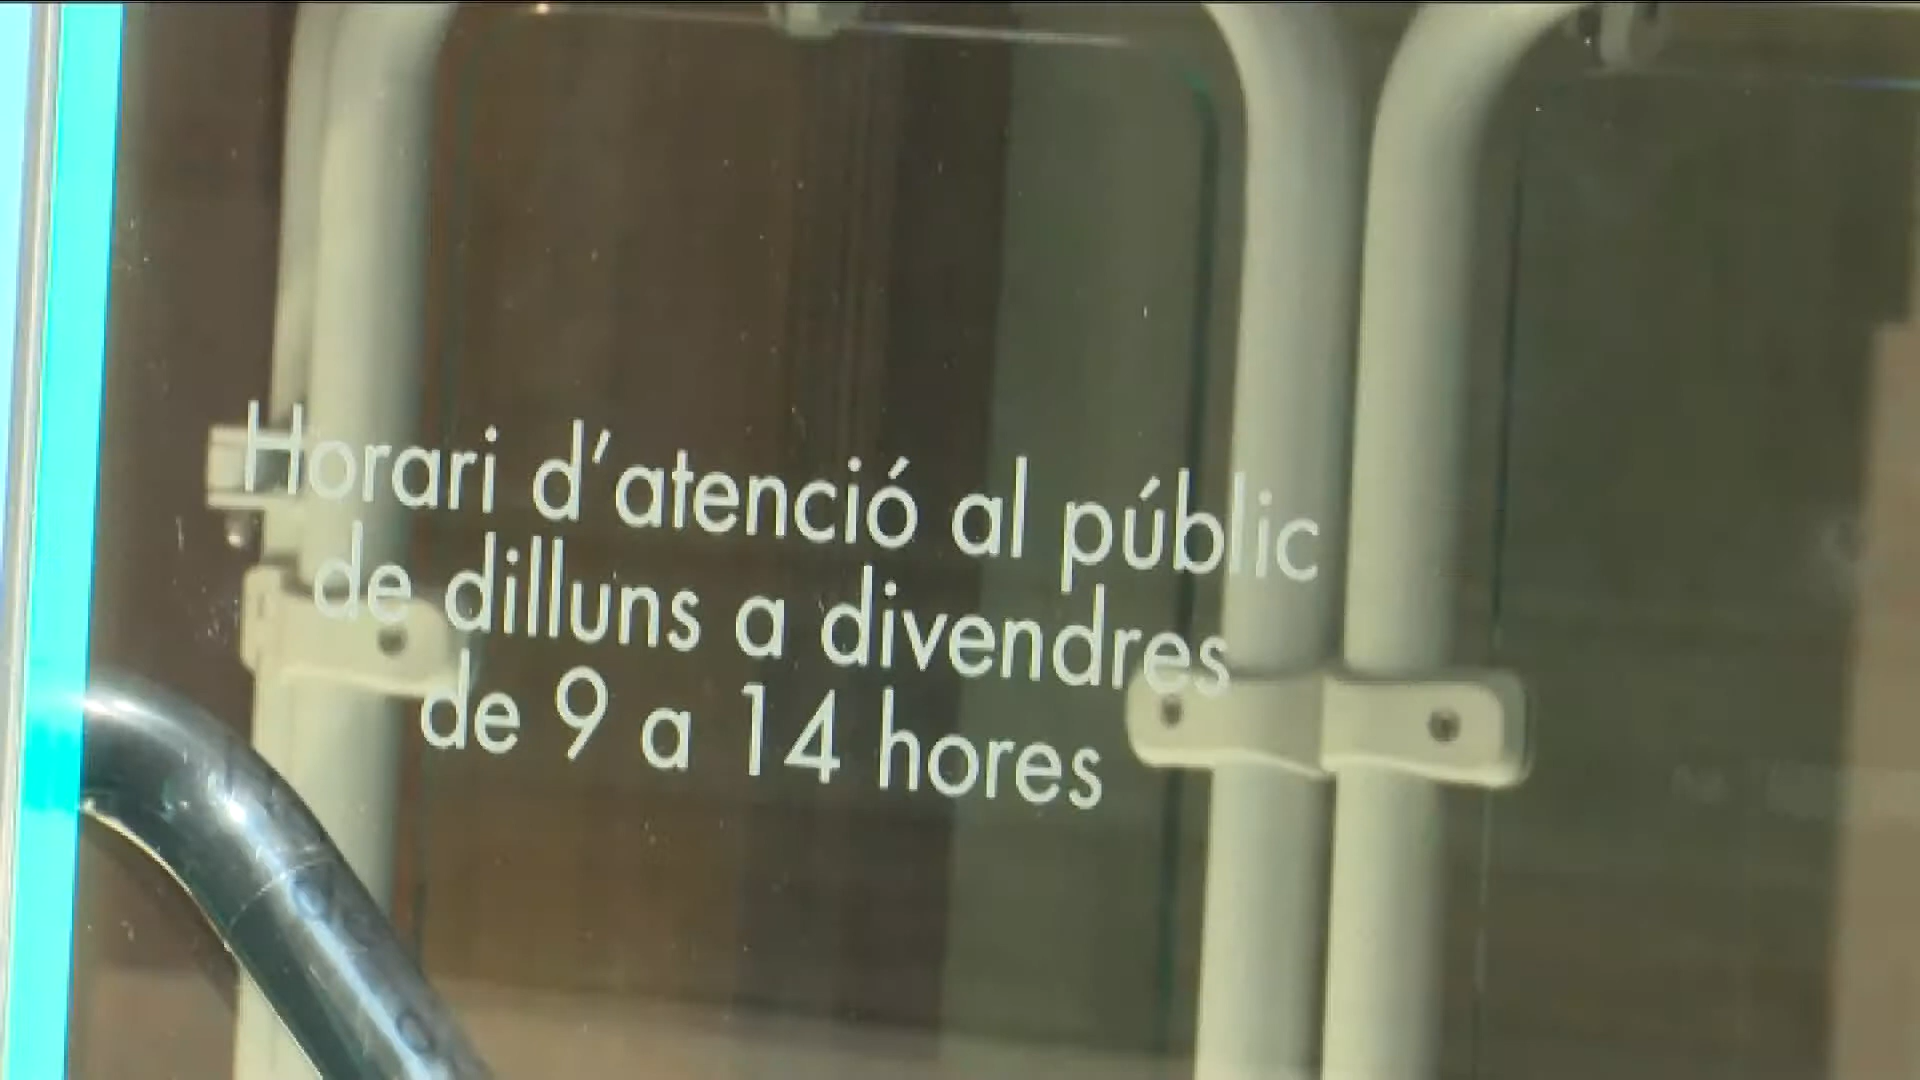 Horari d'atenció al públic
de dilluns a divendres
de 9 a 14 hores